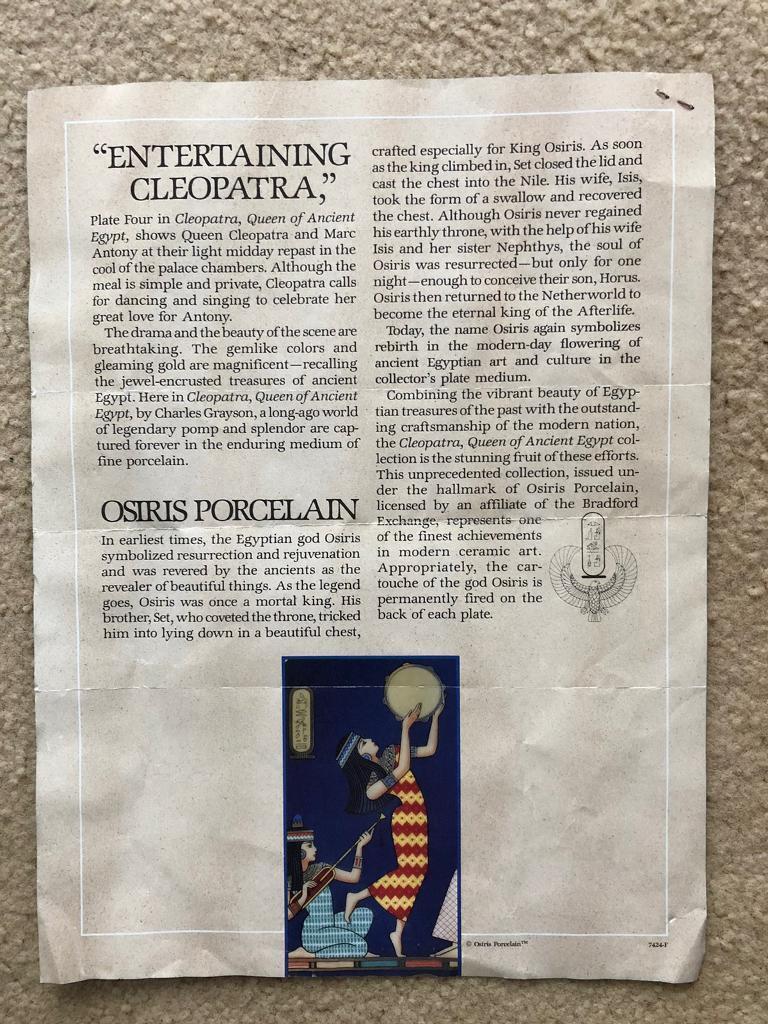 “ENTERTAINING
CLEOPATRA,”
Plate Four in Cleopatra, Queen of Ancient
Egypt, shows Queen Cleopatra and Marc
Antony at their light midday repast in the
cool of the palace chambers. Although the
meal is simple and private, Cleopatra calls
for dancing and singing to celebrate her
great love for Antony.
The drama and the beauty of the scene are
breathtaking. The gemlike colors and
gleaming gold are magnificent—recalling
the jewel-encrusted treasures of ancient
Egypt. Here in Cleopatra, Queen of Ancient
Egypt, by Charles Grayson, a long-ago world
of legendary pomp and splendor are cap-
tured forever in the enduring medium of
fine porcelain.
OSIRIS PORCELAIN
In earliest times, the Egyptian god Osiris
symbolized resurrection and rejuvenation
and was revered by the ancients as the
revealer of beautiful things. As the legend
goes, Osiris was once a mortal king. His
brother, Set, who coveted the throne, tricked
him into lying down in a beautiful chest,
crafted especially for King Osiris. As soon
as the king climbed in, Set closed the lid and
cast the chest into the Nile. His wife, Isis,
took the form of a swallow and recovered
the chest. Although Osiris never regained
his earthly throne, with the help of his wife
Isis and her sister Nephthys, the soul of
Osiris was resurrected—but only for one
night—enough to conceive their son, Horus.
Osiris then returned to the Netherworld to
become the eternal king of the Afterlife.
Today, the name Osiris again symbolizes
rebirth in the modern-day flowering of
ancient Egyptian art and culture in the
collector's plate medium.
Combining the vibrant beauty of Egyp-
tian treasures of the past with the outstand-
ing craftsmanship of the modern nation,
the Cleopatra, Queen of Ancient Egypt col-
lection is the stunning fruit of these efforts.
This unprecedented collection, issued un-
der the hallmark of Osiris Porcelain,
licensed by an affiliate of the Bradford
Exchange, represents one
of the finest achievements
in modern ceramic art.
Appropriately, the car-
touche of the god Osiris is
permanently fired on the
back of each plate.
© Osiris Porcelain™
7424-F